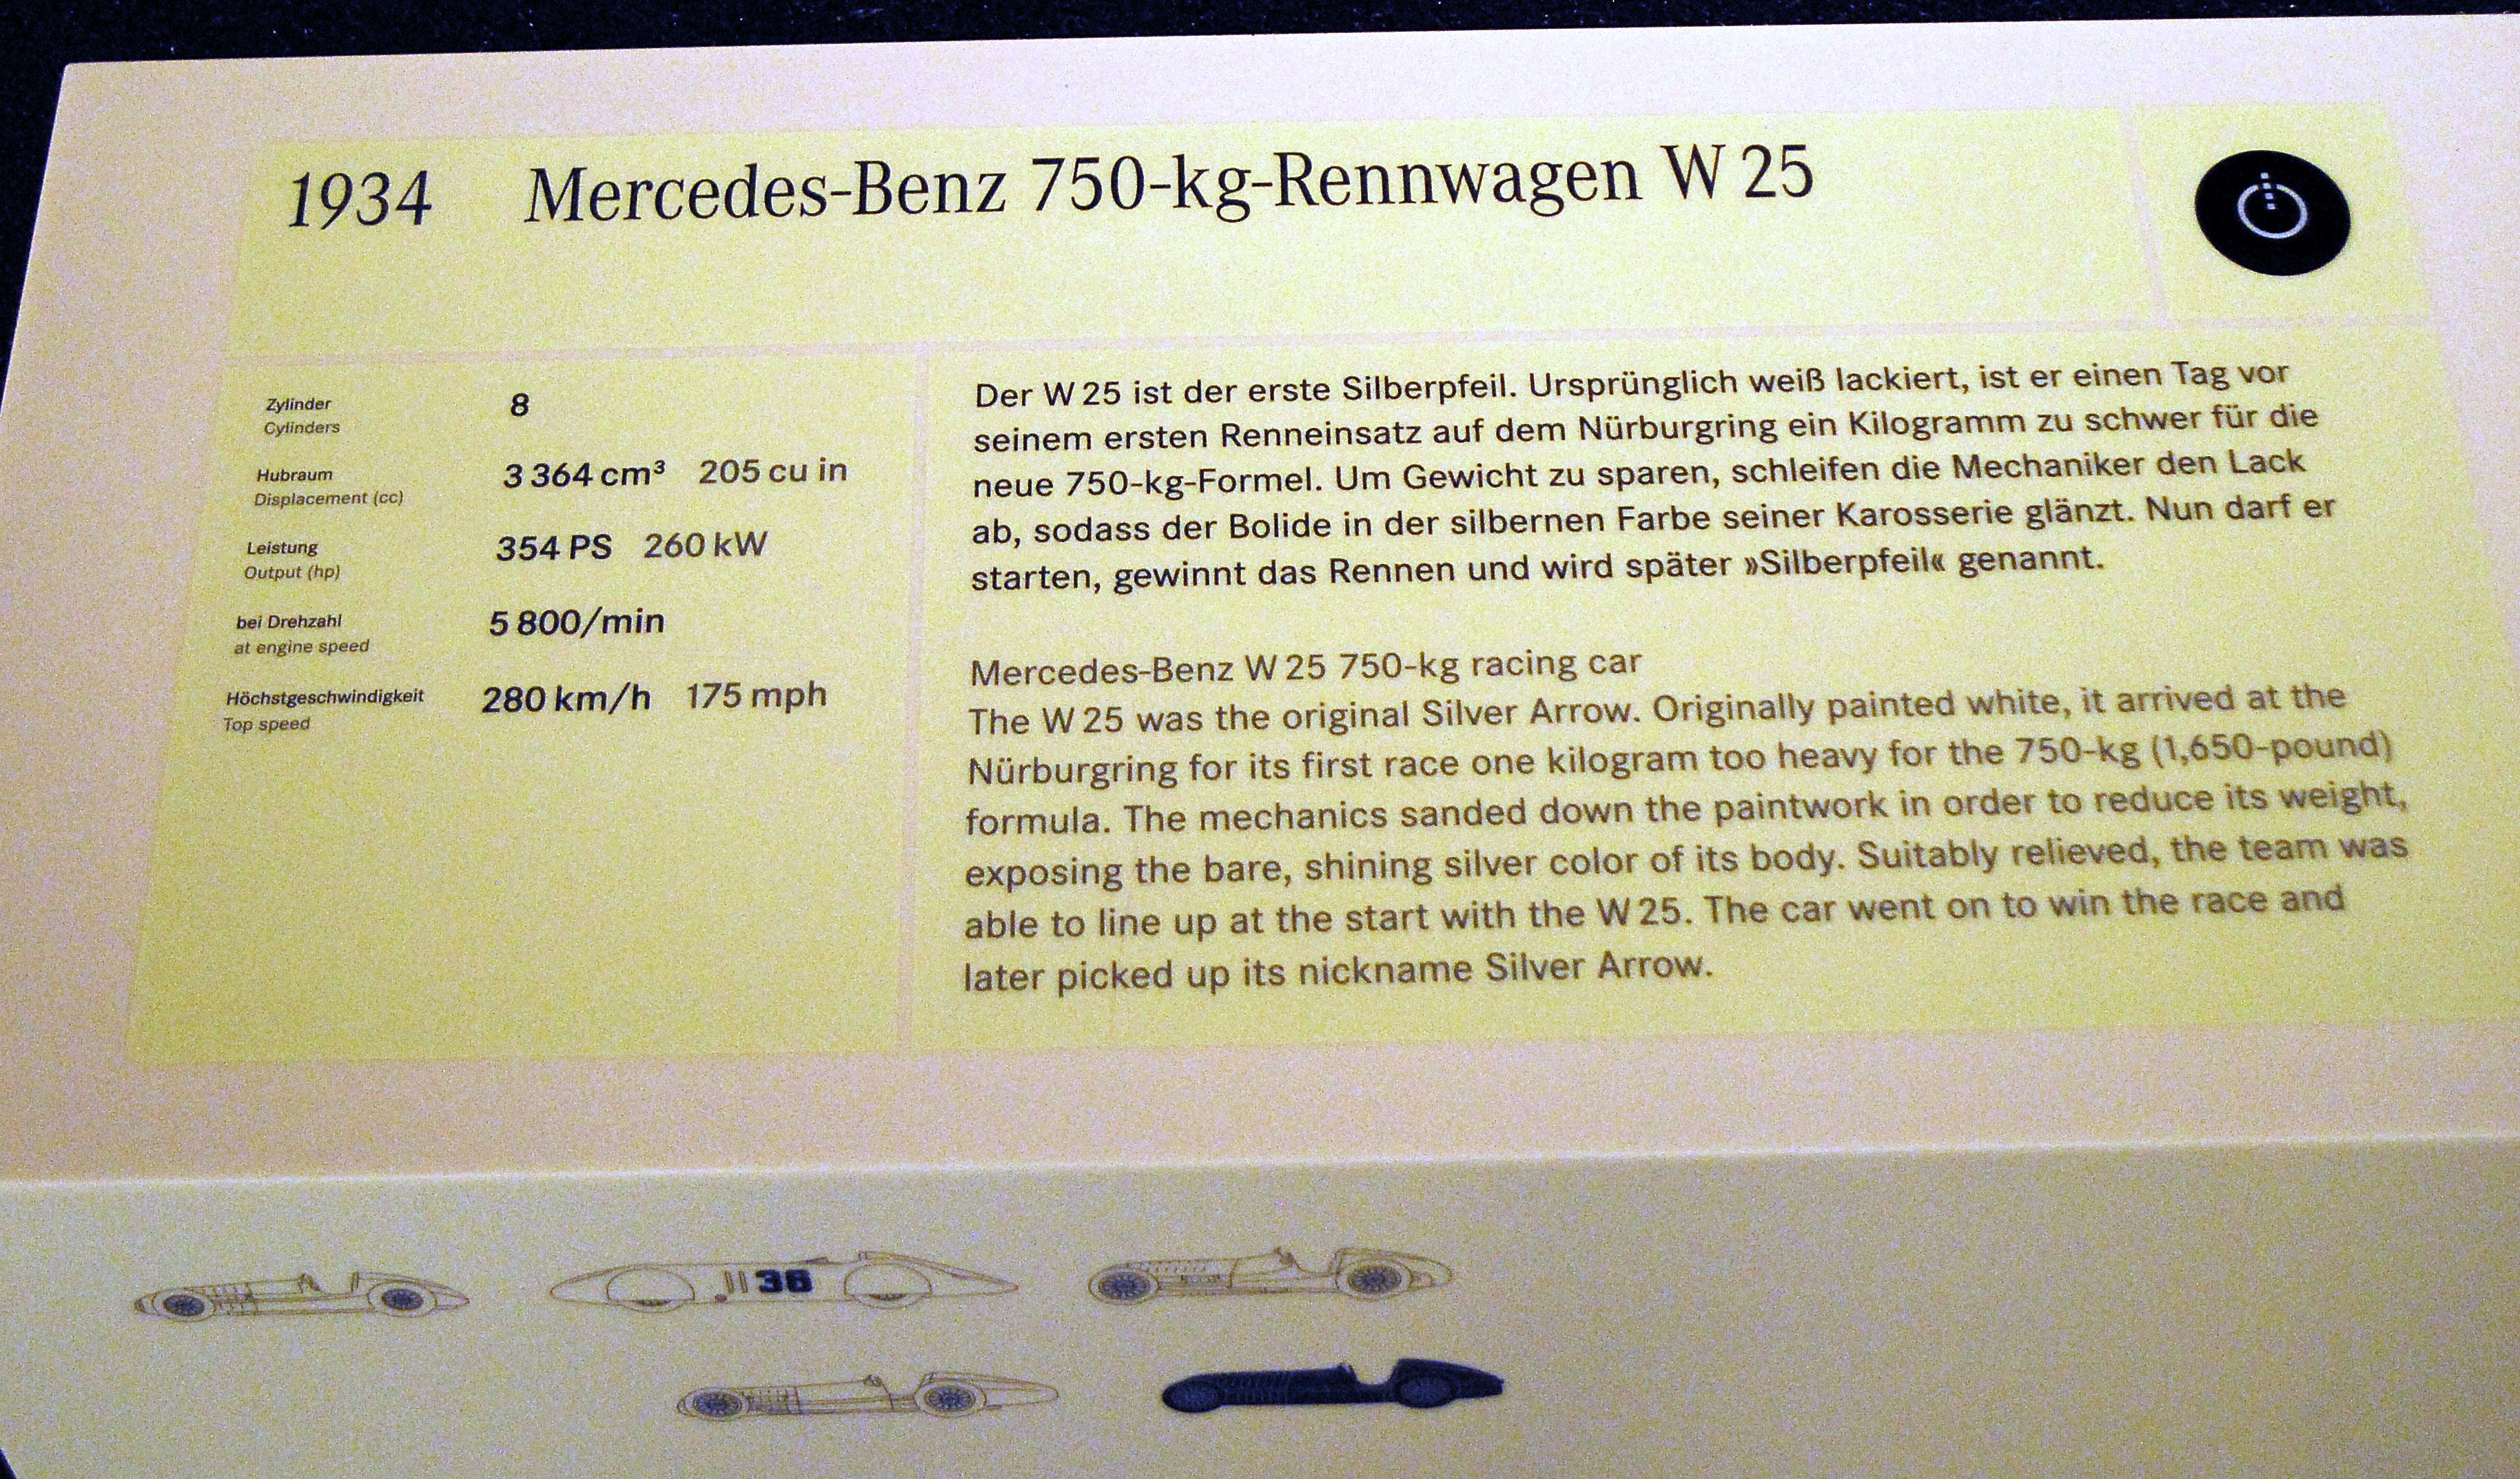 1934 Mercedes-Benz 750-kg-Rennwagen W 25
Zylinder 8
Cylinders
Hubraum 3 364 cm³ 205 cu in
Displacement (cc)
Leistung 354 PS 260 kW
Output (hp)
bei Drehzahl 5 800/min
at engine speed
Höchstgeschwindigkeit 280 km/h 175 mph
Top speed
Der W 25 ist der erste Silberpfeil. Ursprünglich weiß lackiert, ist er einen Tag vor
seinem ersten Renneinsatz auf dem Nürburgring ein Kilogramm zu schwer für die
neue 750-kg-Formel. Um Gewicht zu sparen, schleifen die Mechaniker den Lack
ab, sodass der Bolide in der silbernen Farbe seiner Karosserie glänzt. Nun darf er
starten, gewinnt das Rennen und wird später »Silberpfeil« genannt.
Mercedes-Benz W 25 750-kg racing car
The W 25 was the original Silver Arrow. Originally painted white, it arrived at the
Nürburgring for its first race one kilogram too heavy for the 750-kg (1,650-pound)
formula. The mechanics sanded down the paintwork in order to reduce its weight,
exposing the bare, shining silver color of its body. Suitably relieved, the team was
able to line up at the start with the W 25. The car went on to win the race and
later picked up its nickname Silver Arrow.
36